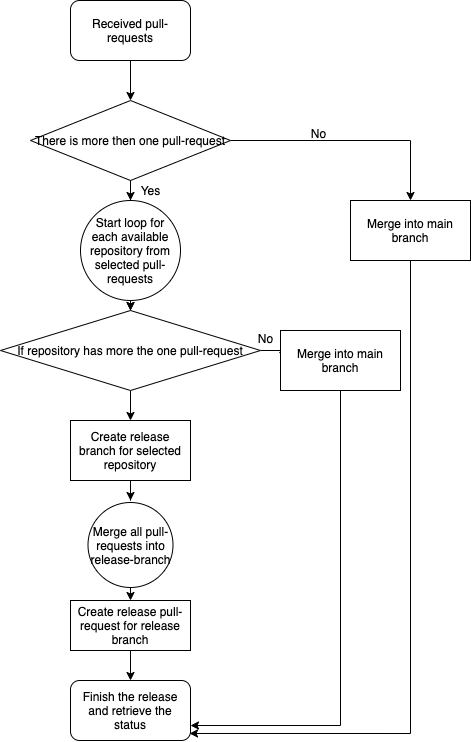 Received pull-
requests
There is more then one pull-request
No
Yes
Start loop for
each available
repository from
selected pull-
requests
Merge into main
branch
If repository has more the one pull-request
No
Merge into main
branch
Create release
branch for selected
repository
Merge all pull-
requests into
release-branch
Create release pull-
request for release
branch
Finish the release
and retrieve the
status